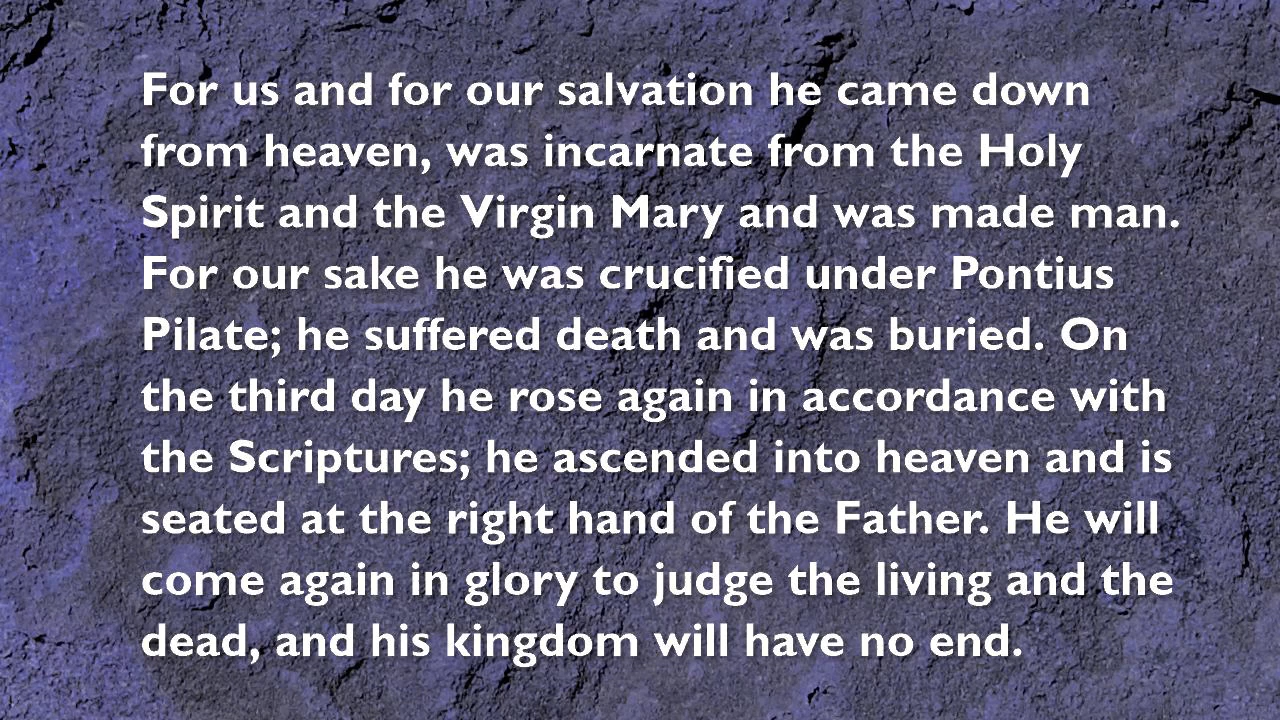 For us and for our salvation he came down
from heaven, was incarnate from the Holy
Spirit and the Virgin Mary and was made man.
For our sake he was crucified under Pontius
Pilate; he suffered death and was buried. On
the third day he rose again in accordance with
the Scriptures; he ascended into heaven and is
seated at the right hand of the Father. He will
come again in glory to judge the living and the
dead, and his kingdom will have no end.